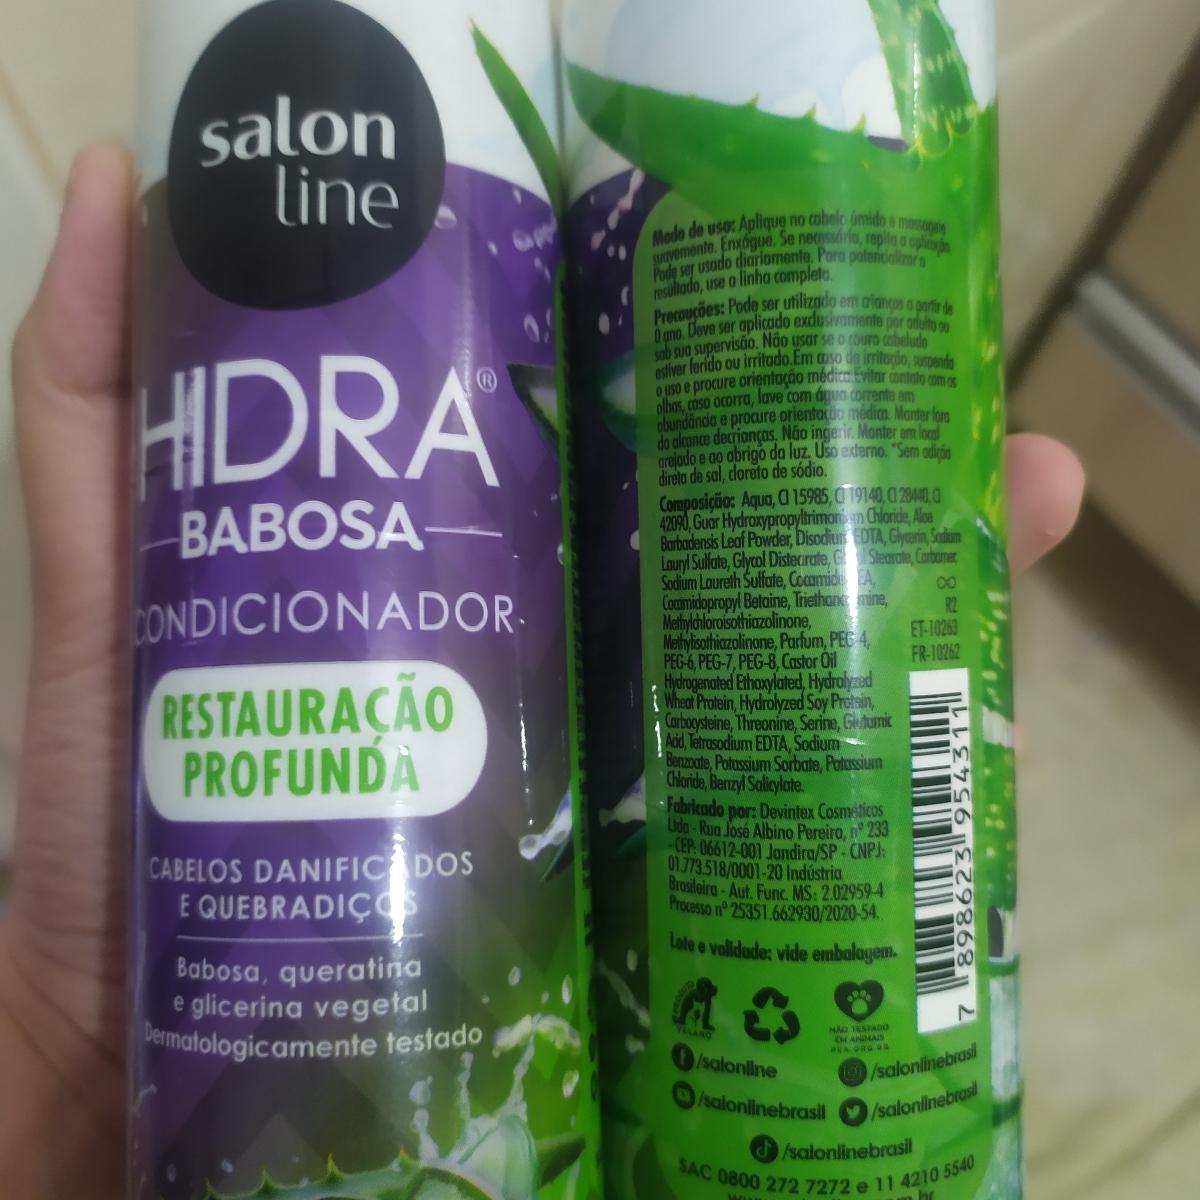 salon
line
HIDRA®
BABOSA
CONDICIONADOR
RESTAURAÇÃO
PROFUNDA
CABELOS DANIFICADOS
E QUEBRADIÇOS
Babosa, queratina
e glicerina vegetal
Dermatologicamente testado
Modo de uso: Aplique no cabelo úmido e massageie
suavemente. Enxágue. Se necessário, repita a aplicação.
Pode ser usado diariamente. Para potencializar o
resultado, use a linha completa.
Precauções: Pode ser utilizado em crianças a partir de
0 ano. Deve ser aplicado exclusivamente por adulto ou
sob sua supervisão. Não usar se o couro cabeludo
estiver ferido ou irritado.Em caso de irritação, suspenda
o uso e procure orientação médica.Evitar contato com os
olhos, caso ocorra, lave com água corrente em
abundância e procure orientação médica. Manter fora
do alcance decrianças. Não ingerir. Manter em local
arejado e ao abrigo da luz. Uso externo. *Sem adição
direta de sal, cloreto de sódio.
Composição: Aqua, CI 15985, CI 19140, CI 28440, CI
42090, Guar Hydroxypropyltrimonium Chloride, Aloe
Barbadensis Leaf Powder, Disodium EDTA, Glycerin, Sodium
Lauryl Sulfate, Glycol Distearate, Stearate, Carbomer,
Sodium Laureth Sulfate, Cocamide EA,
Cocamidopropyl Betaine, Triethanolamine,
Methylchloroisothiazolinone,
Methylisothiazolinone, Parfum, PEG-4,
PEG-6, PEG-7, PEG-8, Castor Oil
Hydrogenated Ethoxylated, Hydrolyzed
Wheat Protein, Hydrolyzed Soy Protein,
Carbocysteine, Threonine, Serine, Glutamic
Acid, Tetrasodium EDTA, Sodium
Benzoate, Potassium Sorbate, Potassium
Chloride, Benzyl Salicylate.
∞
R2
ET-10263
FR-10262
Fabricado por: Devintex Cosméticos
Ltda - Rua José Albino Pereira, nº 233
- CEP: 06612-001 Jandira/SP - CNPJ:
01.773.518/0001-20 Indústria
Brasileira - Aut. Func. MS: 2.02959-4
Processo nº 25351.662930/2020-54.
Lote e validade: vide embalagem.
7 898623 954311
VEGANO
NÃO TESTADO
EM ANIMAIS
/salonline
/salonlinebrasil
/salonlinebrasil
/salonlinebrasil
/salonlinebrasil
SAC 0800 272 7272 e 11 4210 5540